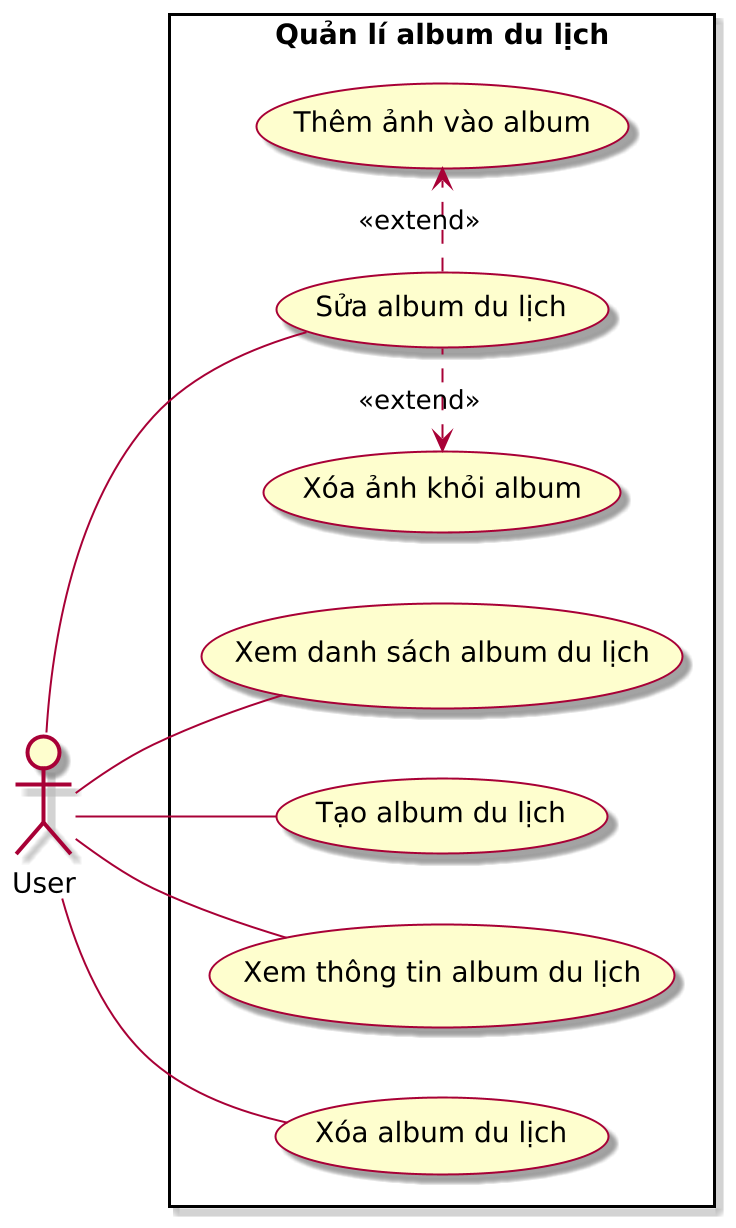 Quản lí album du lịch
Thêm ảnh vào album
«extend»
Sửa album du lịch
«extend»
Xóa ảnh khỏi album
Xem danh sách album du lịch
Tạo album du lịch
User
Xem thông tin album du lịch
Xóa album du lịch